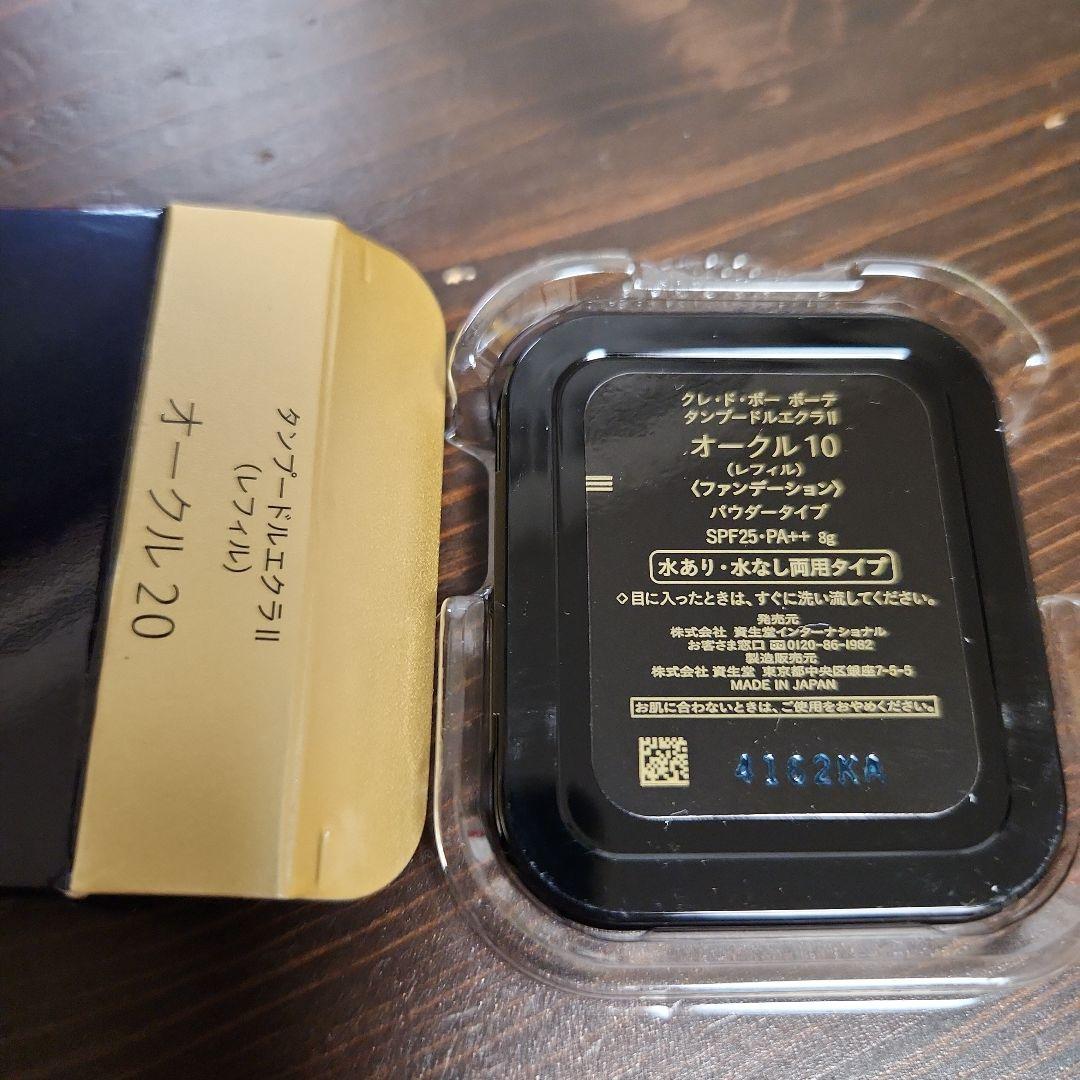 タンプードルエクラⅡ
(レフィル)
オークル 20
クレ・ド・ポー ボーテ
タンプードルエクラⅡ
オークル 10
(レフィル)
《ファンデーション》
パウダータイプ
SPF25・PA++ 8g
水あり・水なし両用タイプ
◇目に入ったときは、すぐに洗い流してください。
発売元
株式会社 資生堂インターナショナル
お客さま窓口 0120-86-1982
製造販売元
株式会社 資生堂 東京都中央区銀座7-5-5
MADE IN JAPAN
お肌に合わないときは、ご使用をおやめください。
4162KA